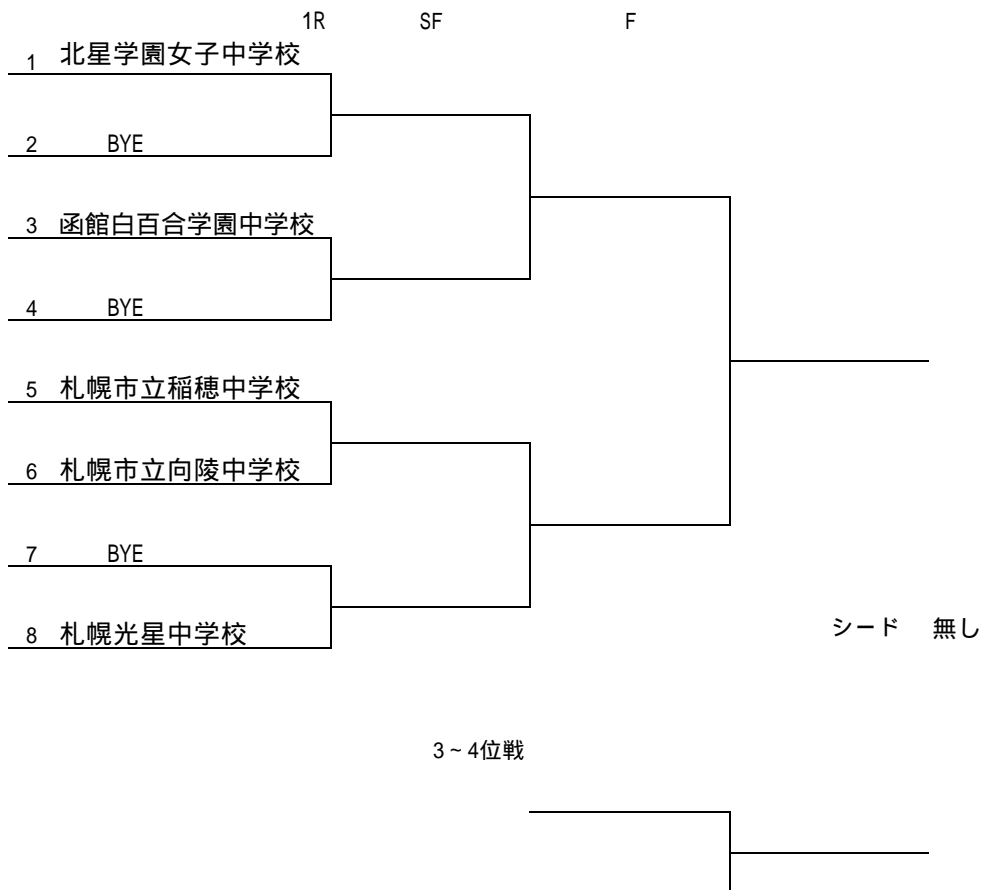 1R SF F
1 北星学園女子中学校
2 BYE
3 函館白百合学園中学校
4 BYE
5 札幌市立稲穂中学校
6 札幌市立向陵中学校
7 BYE
8 札幌光星中学校
シード 無し
3~4位戦